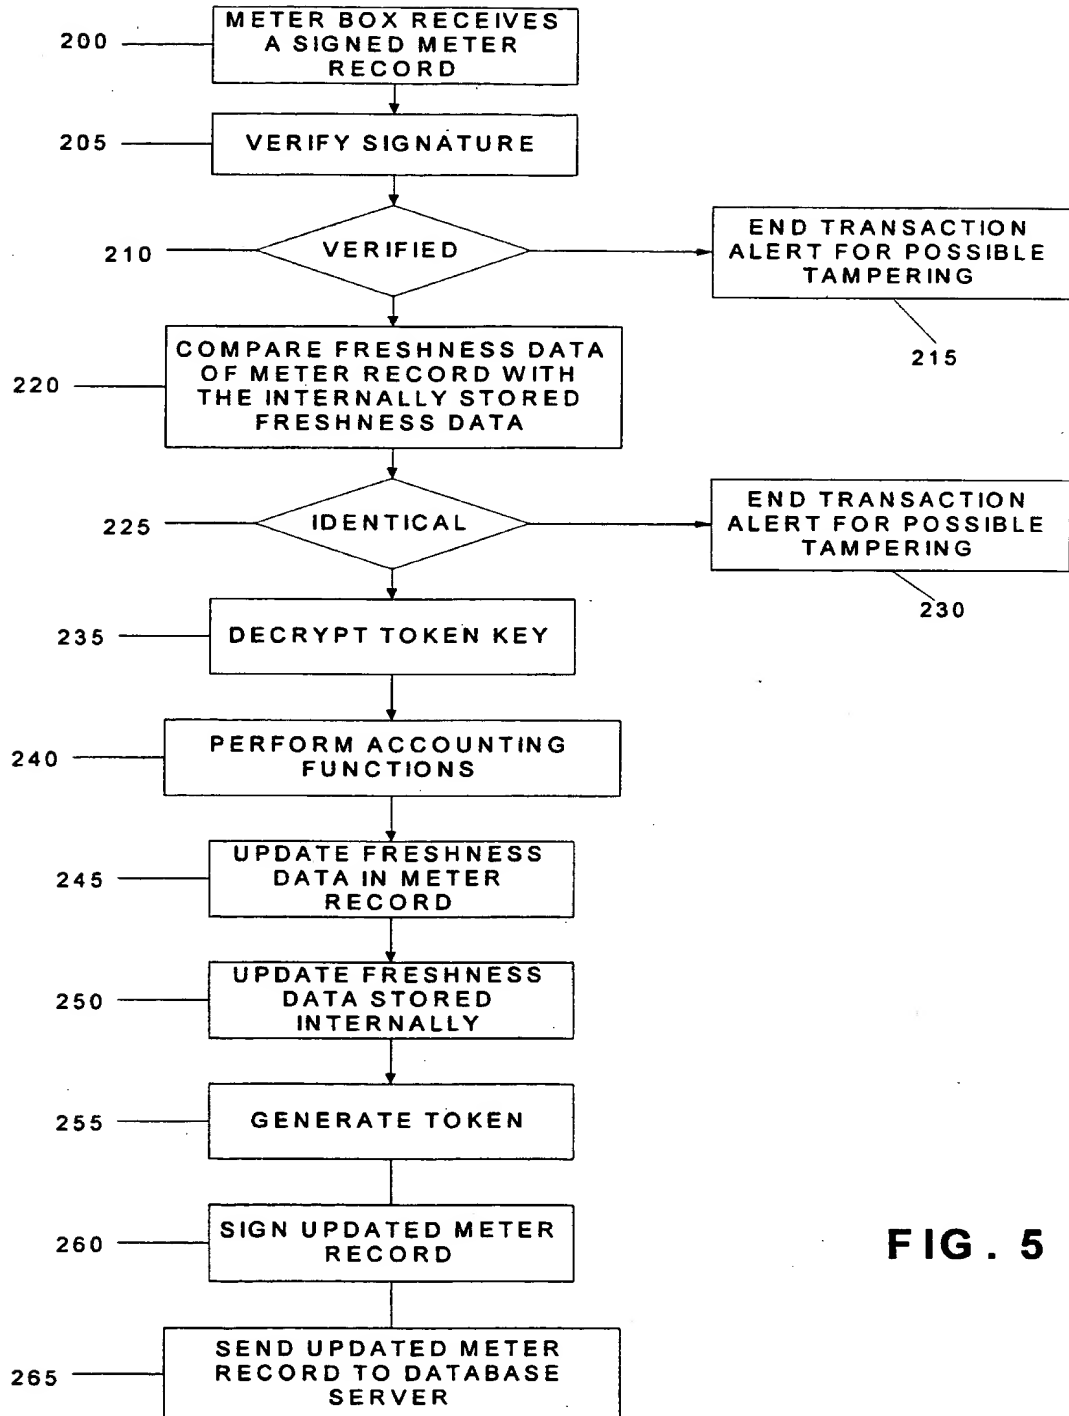 METER BOX RECEIVES
A SIGNED METER
RECORD
200
VERIFY SIGNATURE
205
VERIFIED
210
END TRANSACTION
ALERT FOR POSSIBLE
TAMPERING
215
COMPARE FRESHNESS DATA
OF METER RECORD WITH
THE INTERNALLY STORED
FRESHNESS DATA
220
IDENTICAL
225
END TRANSACTION
ALERT FOR POSSIBLE
TAMPERING
230
DECRYPT TOKEN KEY
235
PERFORM ACCOUNTING
FUNCTIONS
240
UPDATE FRESHNESS
DATA IN METER
RECORD
245
UPDATE FRESHNESS
DATA STORED
INTERNALLY
250
GENERATE TOKEN
255
SIGN UPDATED METER
RECORD
260
FIG. 5
SEND UPDATED METER
RECORD TO DATABASE
SERVER
265